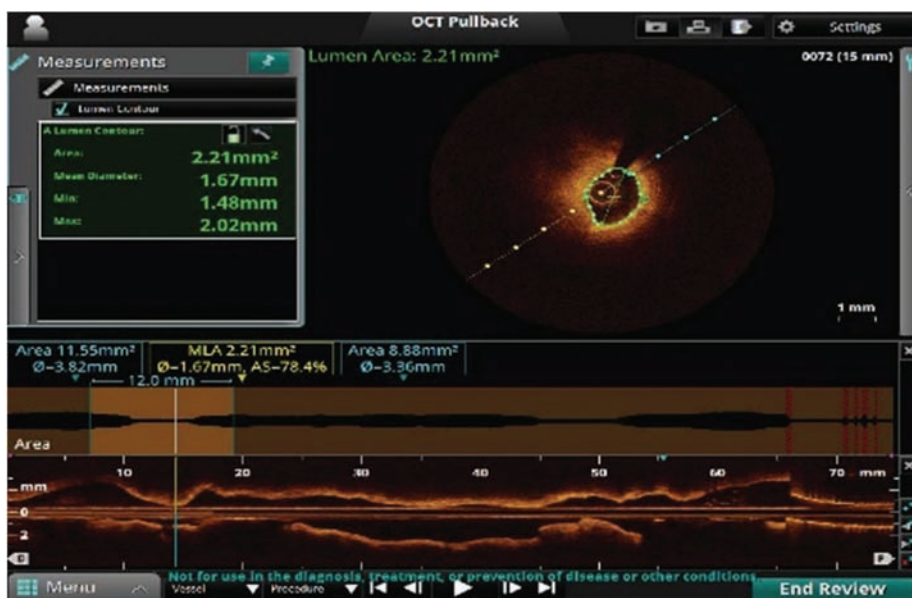 OCT Pullback
Settings
Measurements
Measurements
Lumen Contour
A Lumen Contour:
Area: 2.21mm²
Mean Diameter: 1.67mm
Min: 1.48mm
Max: 2.02mm
Lumen Area: 2.21mm²
0072 (15 mm)
1 mm
Area 11.55mm² MLA 2.21mm² Area 8.88mm²
Ø=3.82mm Ø=1.67mm, AS=78.4% Ø=3.36mm
12.0 mm
Area
10 20 30 40 50 60 70 mm
mm
0
2
D P
Not for use in the diagnosis, treatment, or prevention of disease or other conditions
Menu Vessel Procedure End Review